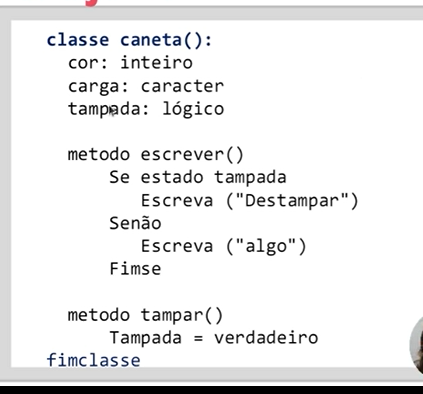 classe caneta():
cor: inteiro
carga: caracter
tampada: lógico
metodo escrever()
Se estado tampada
Escreva ("Destampar")
Senão
Escreva ("algo")
Fimse
metodo tampar()
Tampada = verdadeiro
fimclasse